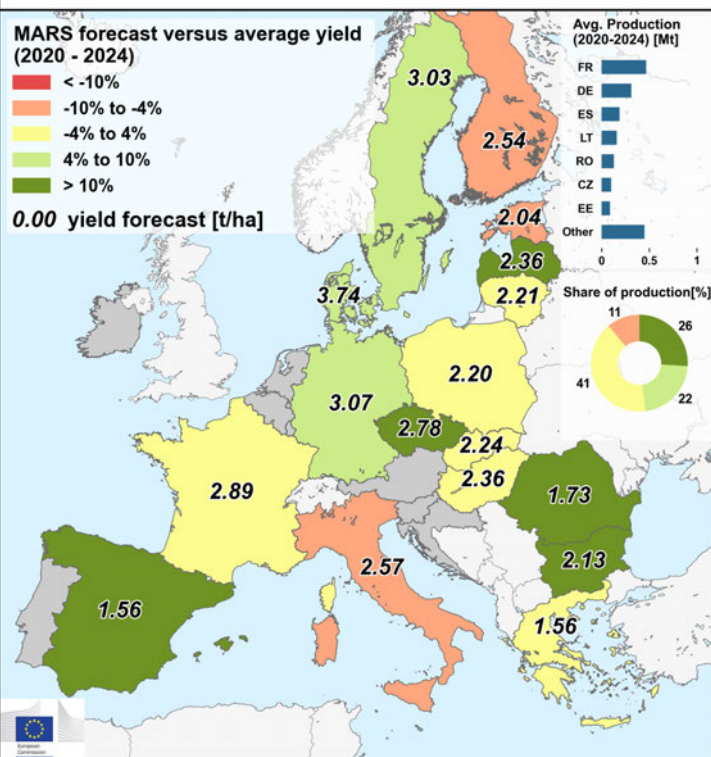 MARS forecast versus average yield
(2020 - 2024)
< -10%
-10% to -4%
-4% to 4%
4% to 10%
> 10%
0.00 yield forecast [t/ha]
Avg. Production
(2020-2024) [Mt]
FR
DE
ES
LT
RO
CZ
EE
Other
0 0.5 1
Share of production[%]
11
26
41
22
3.03
2.54
2.04
2.36
2.21
3.74
2.20
3.07
2.78
2.24
2.36
2.89
1.73
2.13
2.57
1.56
1.56
European
Commission